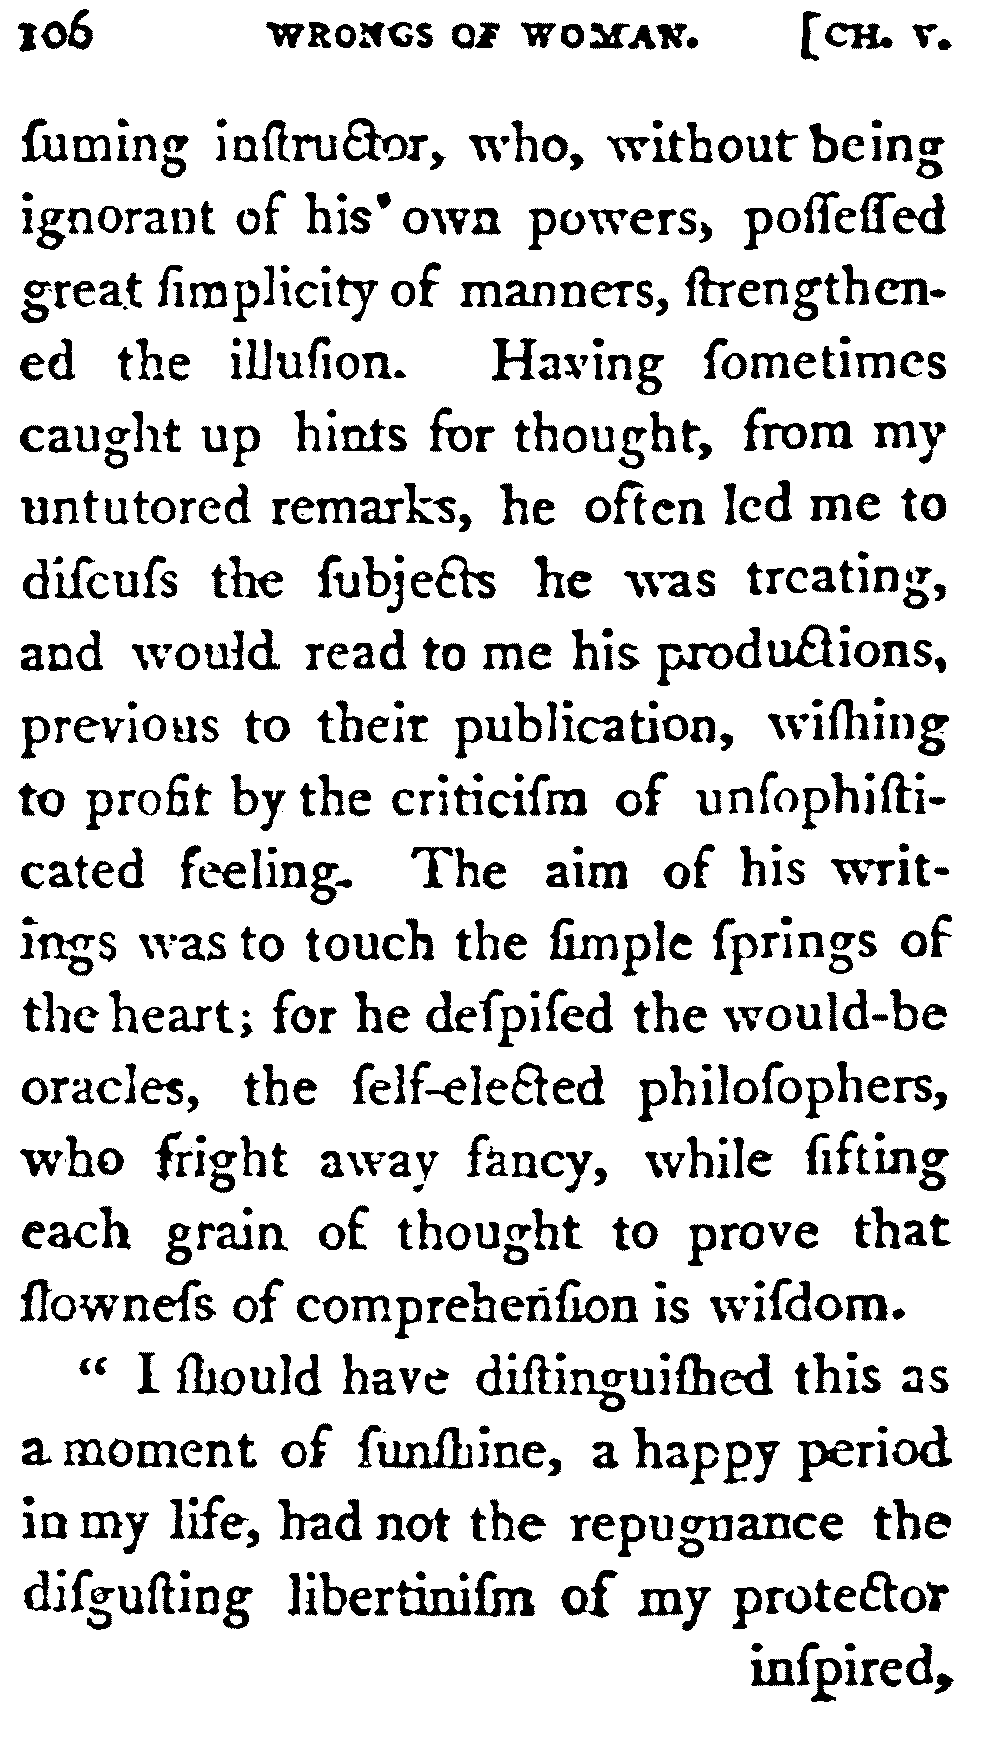 106 WRONGS OF WOMAN. [CH. V.
ſuming inſtructor, who, without being
ignorant of his own powers, poſſeſſed
great ſimplicity of manners, ſtrengthen-
ed the illuſion. Having ſometimes
caught up hints for thought, from my
untutored remarks, he often led me to
diſcuſs the ſubjects he was treating,
and would read to me his productions,
previous to their publication, wiſhing
to profit by the criticiſm of unſophiſti-
cated feeling. The aim of his writ-
ings was to touch the ſimple ſprings of
the heart; for he deſpiſed the would-be
oracles, the ſelf-elected philoſophers,
who fright away fancy, while ſifting
each grain of thought to prove that
ſlowneſs of comprehenſion is wiſdom.
“ I ſhould have diſtinguiſhed this as
a moment of ſunſhine, a happy period
in my life, had not the repugnance the
diſguſting libertiniſm of my protector
inſpired,